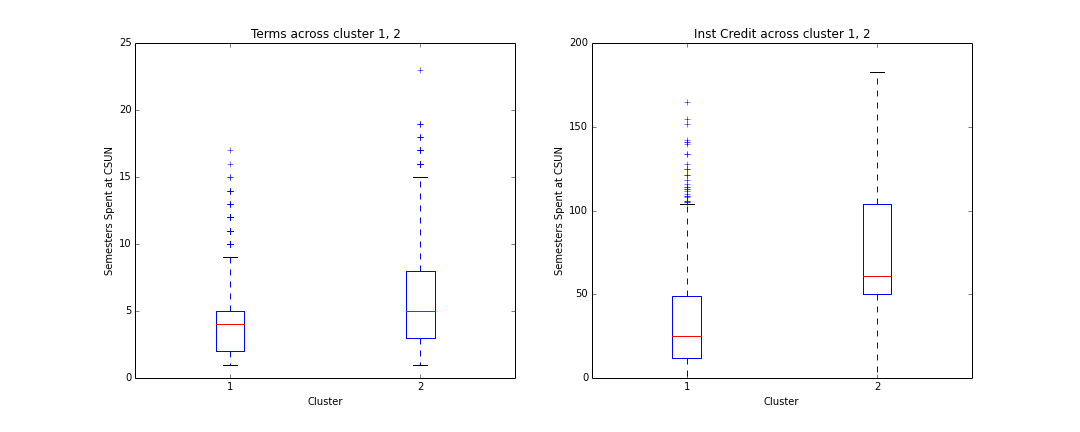 Terms across cluster 1, 2
25
20
15
10
5
0
Semesters Spent at CSUN
1
2
Cluster
Inst Credit across cluster 1, 2
200
150
100
50
0
Semesters Spent at CSUN
1
2
Cluster